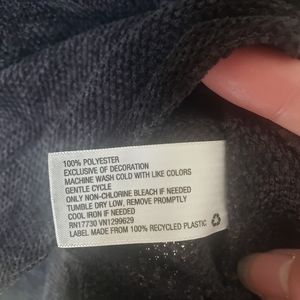 100% POLYESTER
EXCLUSIVE OF DECORATION
MACHINE WASH COLD WITH LIKE COLORS
GENTLE CYCLE
ONLY NON-CHLORINE BLEACH IF NEEDED
TUMBLE DRY LOW, REMOVE PROMPTLY
COOL IRON IF NEEDED
RN17730 VN1299629
LABEL MADE FROM 100% RECYCLED PLASTIC